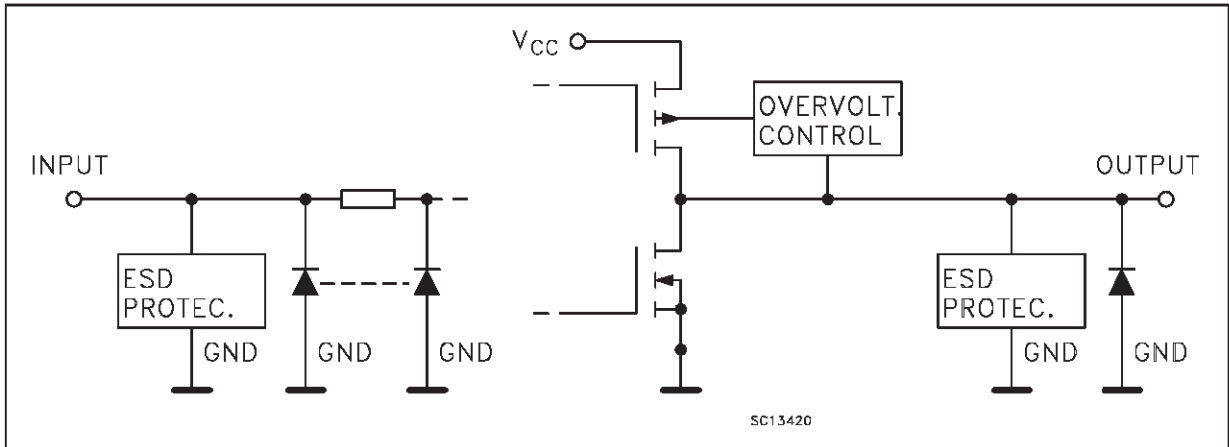 VCC
OVERVOLT.
CONTROL
INPUT
OUTPUT
ESD
PROTEC.
ESD
PROTEC.
GND
GND
GND
GND
GND
SC13420